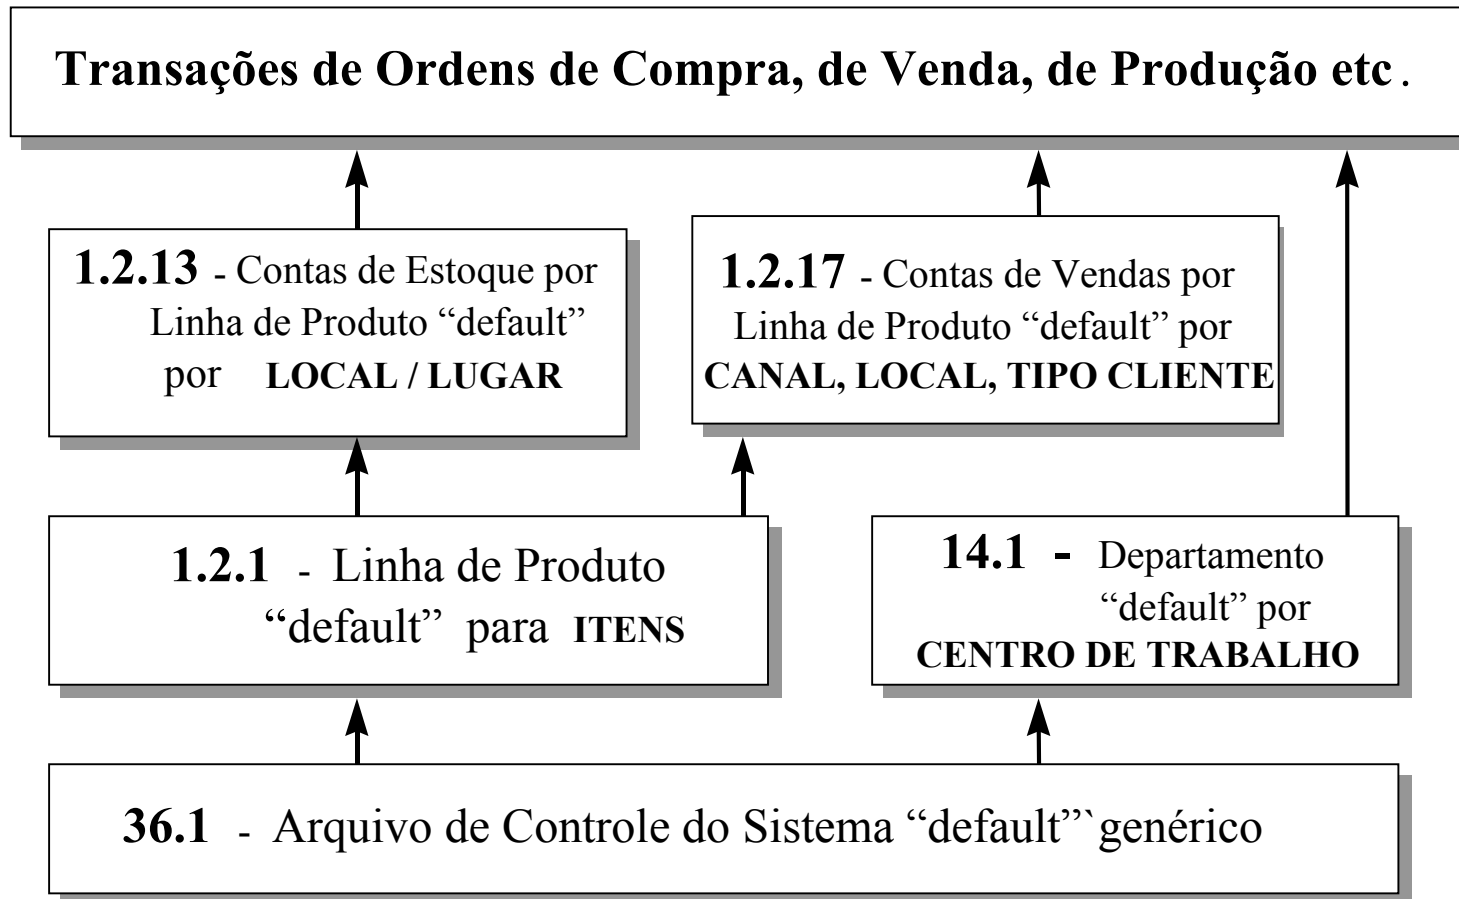 Transações de Ordens de Compra, de Venda, de Produção etc.
1.2.13 - Contas de Estoque por
Linha de Produto “default”
por LOCAL / LUGAR
1.2.17 - Contas de Vendas por
Linha de Produto “default” por
CANAL, LOCAL, TIPO CLIENTE
1.2.1 - Linha de Produto
“default” para ITENS
14.1 - Departamento
“default” por
CENTRO DE TRABALHO
36.1 - Arquivo de Controle do Sistema “default”`genérico